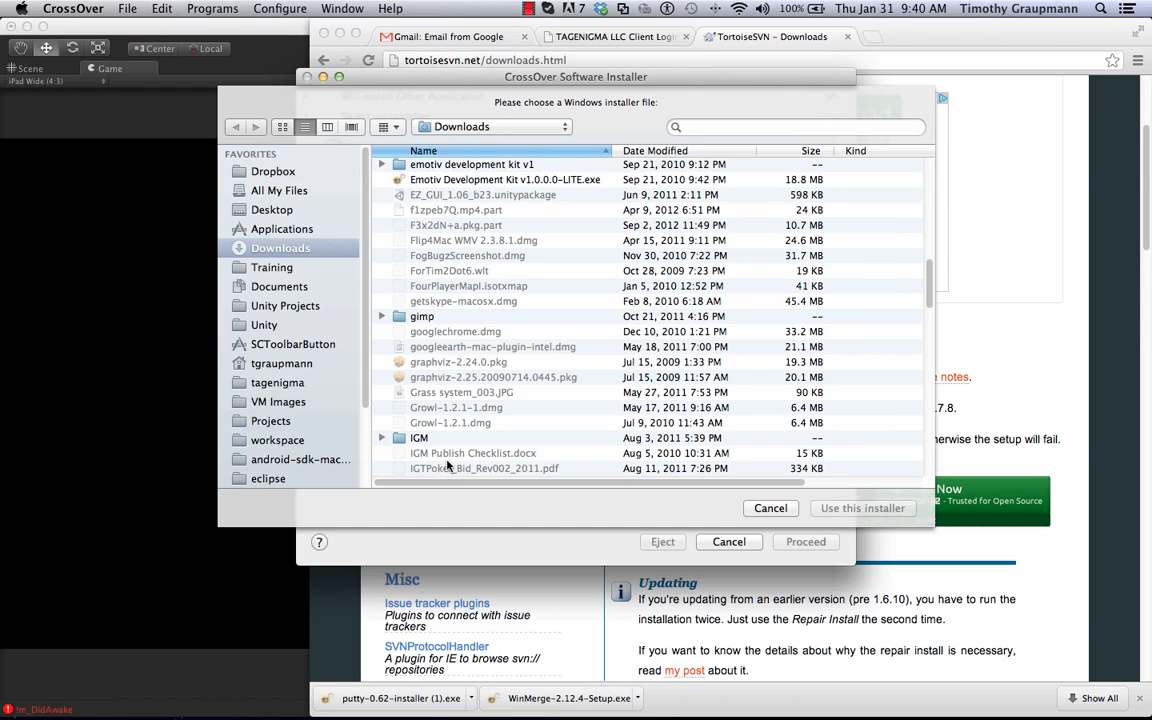 CrossOver File Edit Programs Configure Window Help 7 100% Thu Jan 31 9:40 AM Timothy Graupmann
Center Local
Scene Game
iPad Wide (4:3)
Gmail: Email from Google × TAGENIGMA LLC Client Login × TortoiseSVN – Downloads ×
tortoisesvn.net/downloads.html
CrossOver Software Installer
Please choose a Windows installer file:
Downloads
FAVORITES
Dropbox
All My Files
Desktop
Applications
Downloads
Training
Documents
Unity Projects
Unity
SCToolbarButton
tgraupmann
tagenigma
VM Images
Projects
workspace
android-sdk-mac...
eclipse
Name Date Modified Size Kind
emotiv development kit v1 Sep 21, 2010 9:12 PM --
Emotiv Development Kit v1.0.0.0-LITE.exe Sep 21, 2010 9:42 PM 18.8 MB
EZ_GUI_1.06_b23.unitypackage Jun 9, 2011 2:11 PM 598 KB
f1zpeb7Q.mp4.part Apr 9, 2012 6:51 PM 24 KB
F3x2dN+a.pkg.part Sep 2, 2012 11:49 PM 10.7 MB
Flip4Mac WMV 2.3.8.1.dmg Apr 15, 2011 9:11 PM 24.6 MB
FogBugzScreenshot.dmg Nov 30, 2010 7:22 PM 31.7 MB
ForTim2Dot6.wlt Oct 28, 2009 7:23 PM 19 KB
FourPlayerMapI.isotxmap Jan 5, 2010 12:52 PM 41 KB
getskype-macosx.dmg Feb 8, 2010 6:18 AM 45.4 MB
gimp Oct 21, 2011 4:16 PM --
googlechrome.dmg Dec 10, 2010 1:21 PM 33.2 MB
googleearth-mac-plugin-intel.dmg May 18, 2011 7:00 PM 21.1 MB
graphviz-2.24.0.pkg Jul 15, 2009 1:33 PM 19.3 MB
graphviz-2.25.20090714.0445.pkg Jul 15, 2009 11:57 AM 20.1 MB
Grass system_003.JPG May 27, 2011 7:53 PM 90 KB
Growl-1.2.1-1.dmg May 17, 2011 9:16 AM 6.4 MB
Growl-1.2.1.dmg Jul 9, 2010 11:43 AM 6.4 MB
IGM Aug 3, 2011 5:39 PM --
IGM Publish Checklist.docx Aug 5, 2010 10:31 AM 15 KB
IGTPoker_Bid_Rev002_2011.pdf Aug 11, 2011 7:26 PM 334 KB
Cancel Use this installer
? Eject Cancel Proceed
e notes.
7.8.
nerwise the setup will fail.
Now
2 - Trusted for Open Source
Misc
Issue tracker plugins
Plugins to connect with issue
trackers
SVNProtocolHandler
A plugin for IE to browse svn://
repositories
Updating
If you're updating from an earlier version (pre 1.6.10), you have to run the
installation twice. Just use the Repair Install the second time.
If you want to know the details about why the repair install is necessary,
read my post about it.
putty-0.62-installer (1).exe WinMerge-2.12.4-Setup.exe Show All ×
!m_DidAwake